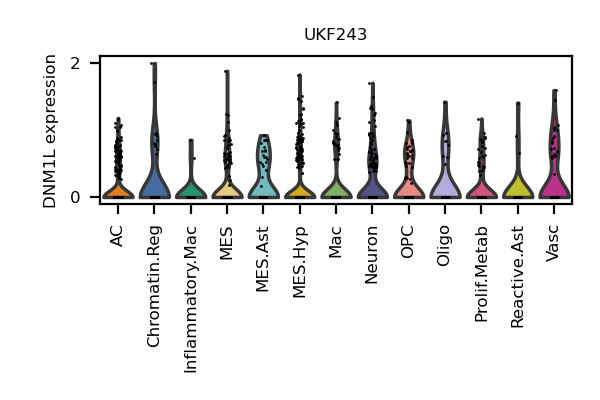 UKF243
DNM1L expression
2
0
AC
Chromatin.Reg
Inflammatory.Mac
MES
MES.Ast
MES.Hyp
Mac
Neuron
OPC
Oligo
Prolif.Metab
Reactive.Ast
Vasc